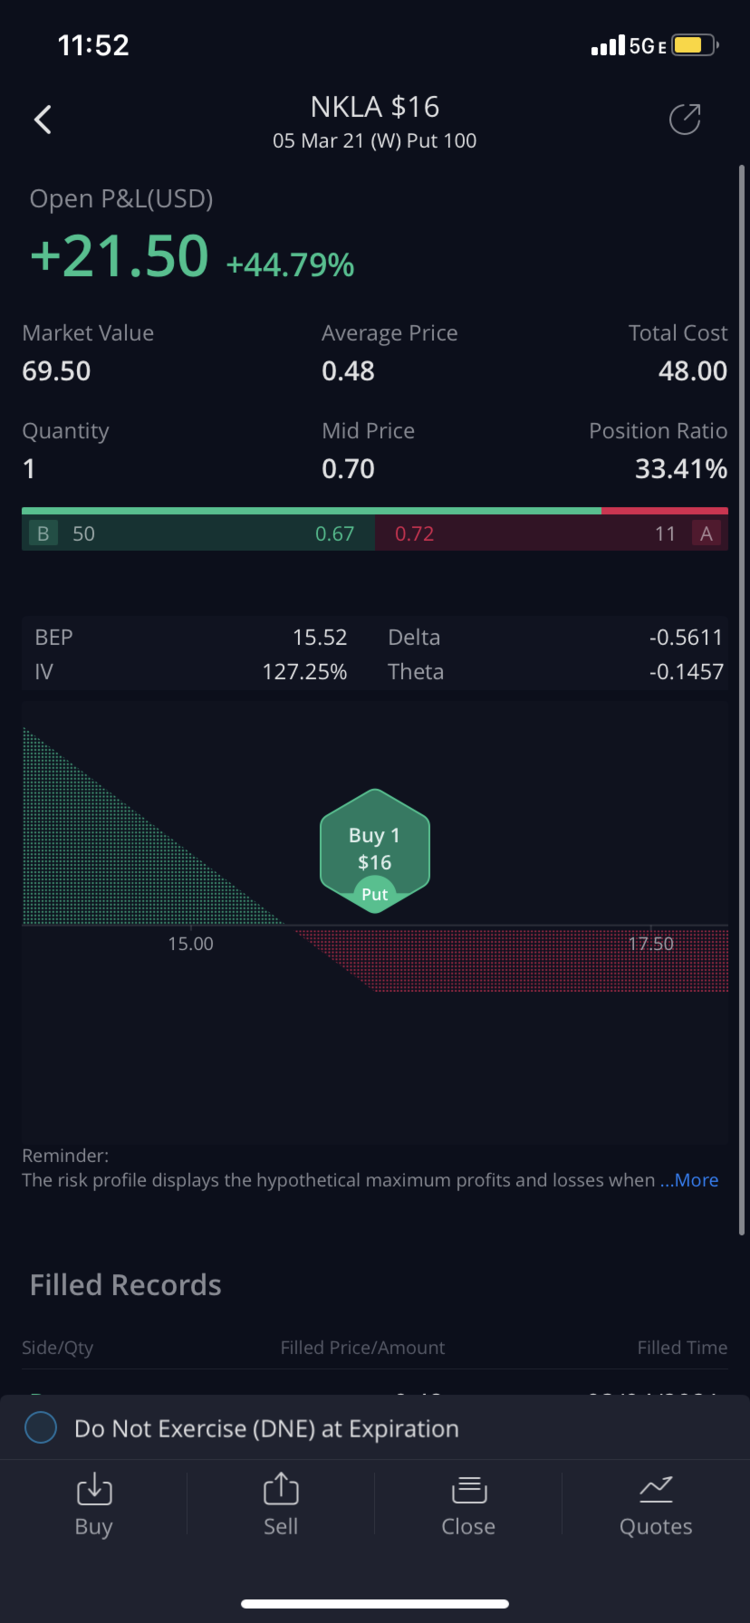 11:52 5G E
NKLA $16
05 Mar 21 (W) Put 100
Open P&L(USD)
+21.50 +44.79%
Market Value Average Price Total Cost
69.50 0.48 48.00
Quantity Mid Price Position Ratio
1 0.70 33.41%
B 50 0.67 0.72 11 A
BEP 15.52 Delta -0.5611
IV 127.25% Theta -0.1457
Buy 1
$16
Put
15.00 17.50
Reminder:
The risk profile displays the hypothetical maximum profits and losses when ...More
Filled Records
Side/Qty Filled Price/Amount Filled Time
Do Not Exercise (DNE) at Expiration
Buy Sell Close Quotes